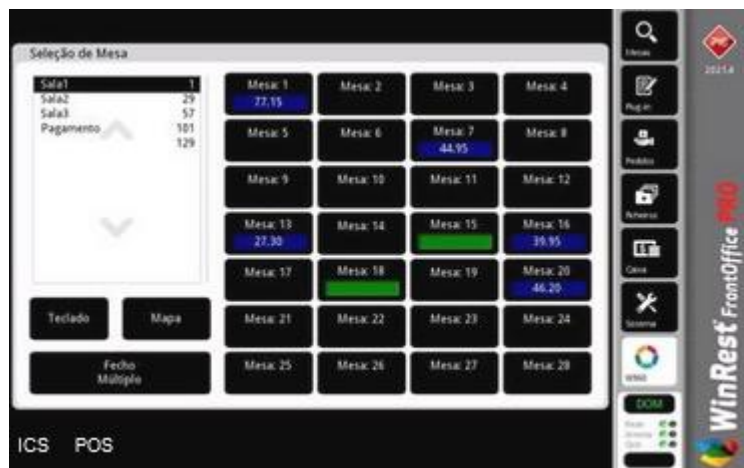 Seleção de Mesa
Sala1 1
Sala2 29
Sala3 57
Pagamento 101
129
Mesa: 1
77.15
Mesa: 2
Mesa: 3
Mesa: 4
Mesa: 5
Mesa: 6
Mesa: 7
44.95
Mesa: 8
Mesa: 9
Mesa: 10
Mesa: 11
Mesa: 12
Mesa: 13
27.30
Mesa: 14
Mesa: 15
Mesa: 16
39.95
Mesa: 17
Mesa: 18
Mesa: 19
Mesa: 20
46.20
Mesa: 21
Mesa: 22
Mesa: 23
Mesa: 24
Mesa: 25
Mesa: 26
Mesa: 27
Mesa: 28
Teclado
Mapa
Fecho
Múltiplo
ICS POS
Mesas
Plug in
Pedidos
Caixa
Sistema
DOM
WinRest FrontOffice PRO